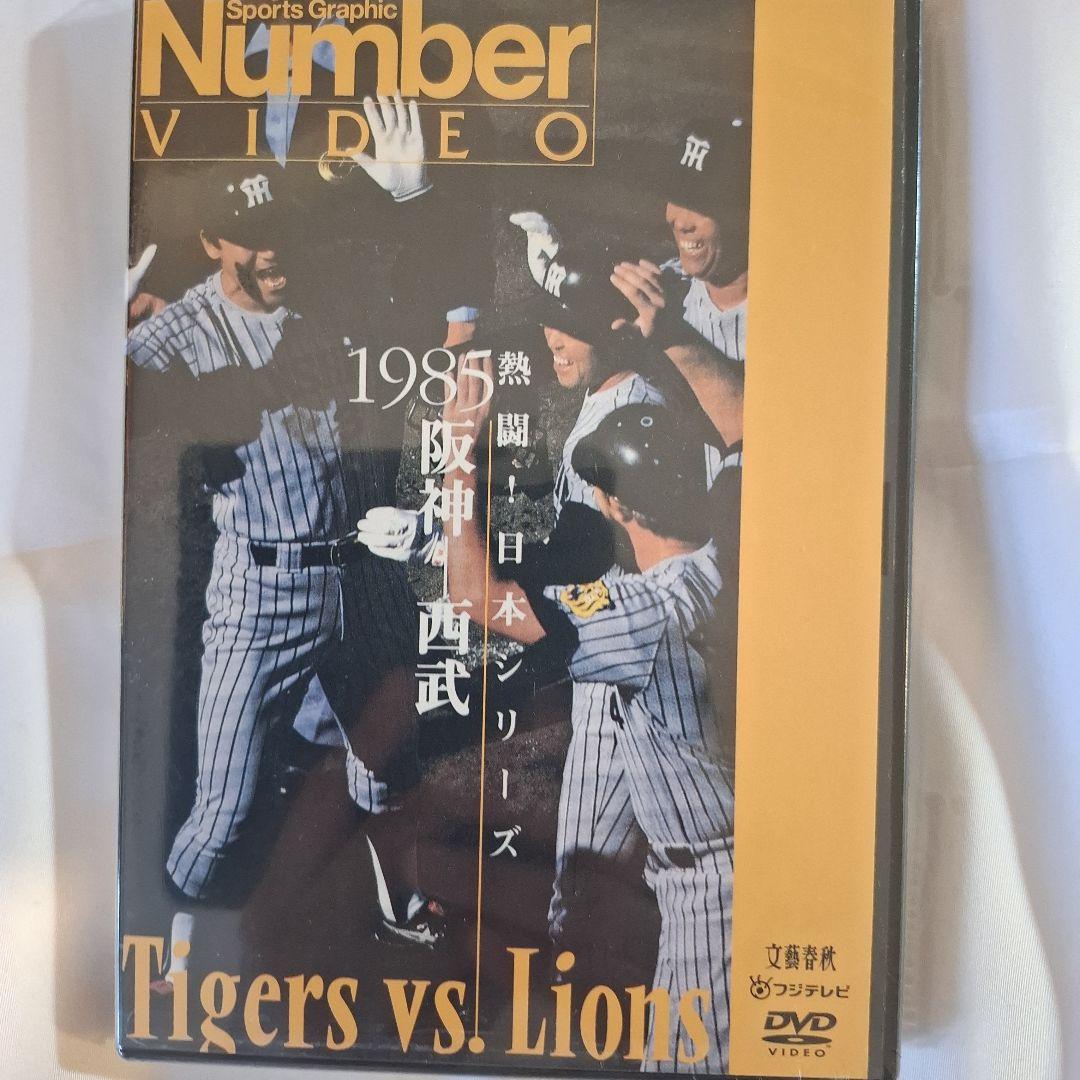 Sports Graphic
Number
VIDEO
熱闘!日本シリーズ
1985
阪神―西武
Tigers vs. Lions
文藝春秋
フジテレビ
DVD
VIDEO™